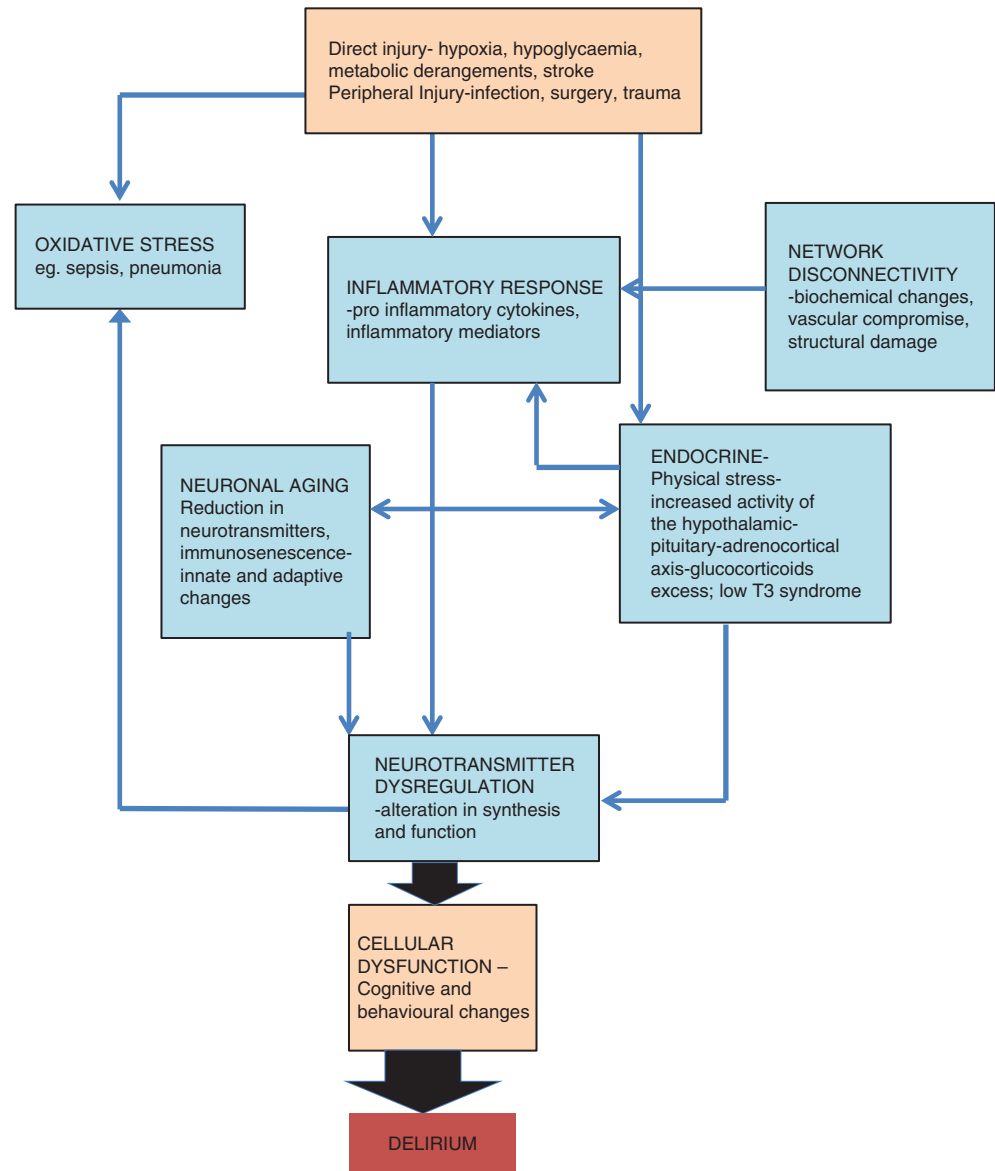 Direct injury- hypoxia, hypoglycaemia,
metabolic derangements, stroke
Peripheral Injury-infection, surgery, trauma
OXIDATIVE STRESS
eg. sepsis, pneumonia
INFLAMMATORY RESPONSE
-pro inflammatory cytokines,
inflammatory mediators
NETWORK
DISCONNECTIVITY
-biochemical changes,
vascular compromise,
structural damage
NEURONAL AGING
Reduction in
neurotransmitters,
immunosenescence-
innate and adaptive
changes
ENDOCRINE-
Physical stress-
increased activity of
the hypothalamic-
pituitary-adrenocortical
axis-glucocorticoids
excess; low T3 syndrome
NEUROTRANSMITTER
DYSREGULATION
-alteration in synthesis
and function
CELLULAR
DYSFUNCTION –
Cognitive and
behavioural changes
DELIRIUM